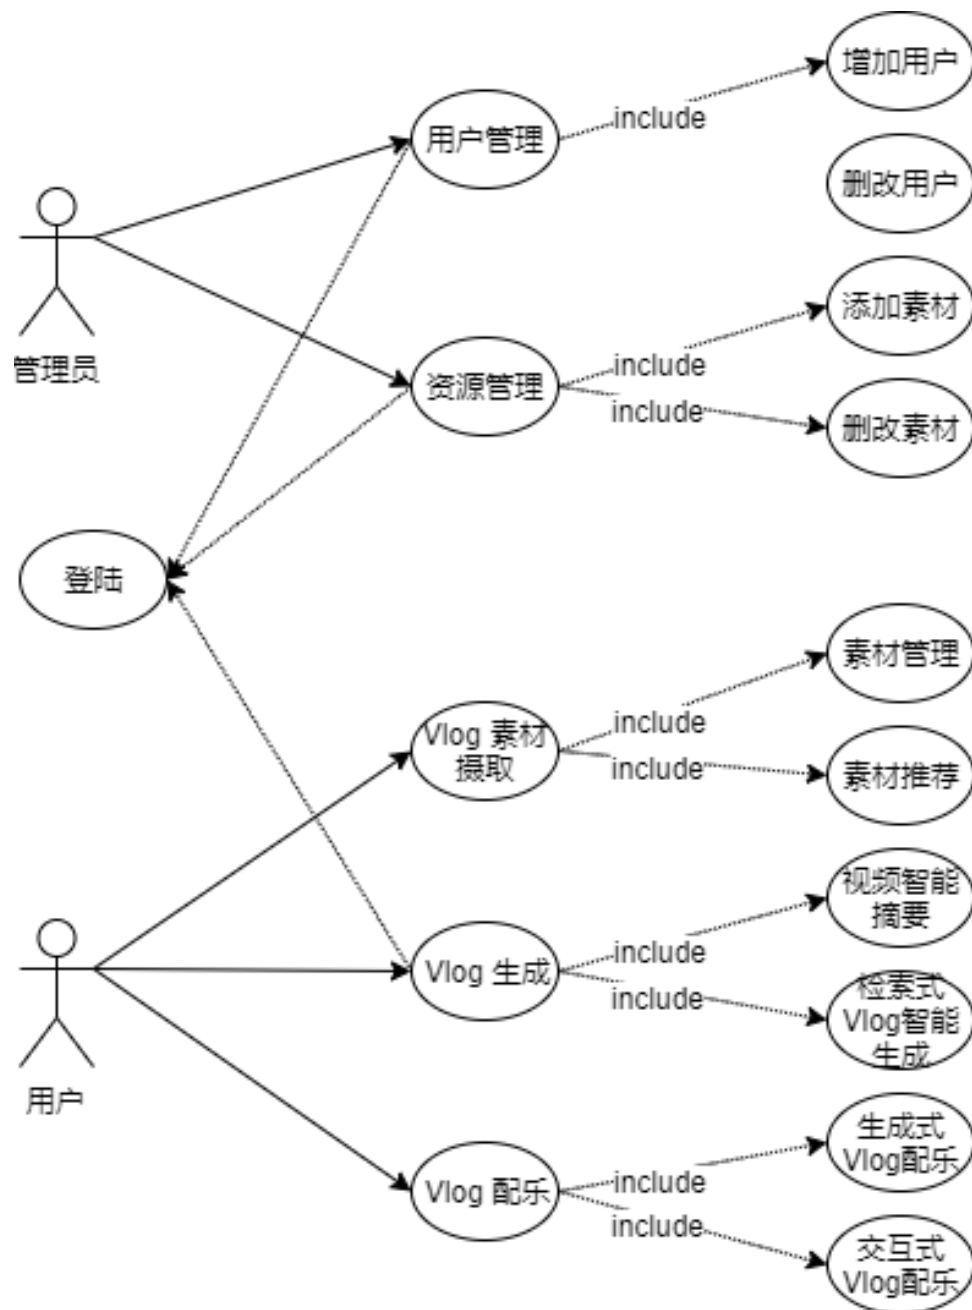 增加用户
用户管理
include
删改用户
添加素材
管理员
资源管理
include
include
删改素材
登陆
素材管理
Vlog 素材
摄取
include
include
素材推荐
视频智能
摘要
Vlog 生成
include
include
检索式
Vlog智能
生成
用户
生成式
Vlog配乐
Vlog 配乐
include
include
交互式
Vlog配乐